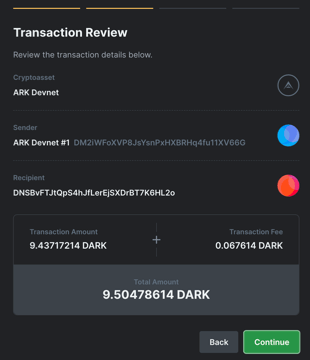 Transaction Review
Review the transaction details below.
Cryptoasset
ARK Devnet
Sender
ARK Devnet #1 DM2iWFoXVP8JsYsnPxHXBRHq4fu11XV66G
Recipient
DNSBvFTJtQpS4hJfLerEjSXDrBT7K6HL2o
Transaction Amount
9.43717214 DARK
+
Transaction Fee
0.067614 DARK
Total Amount
9.50478614 DARK
Back
Continue